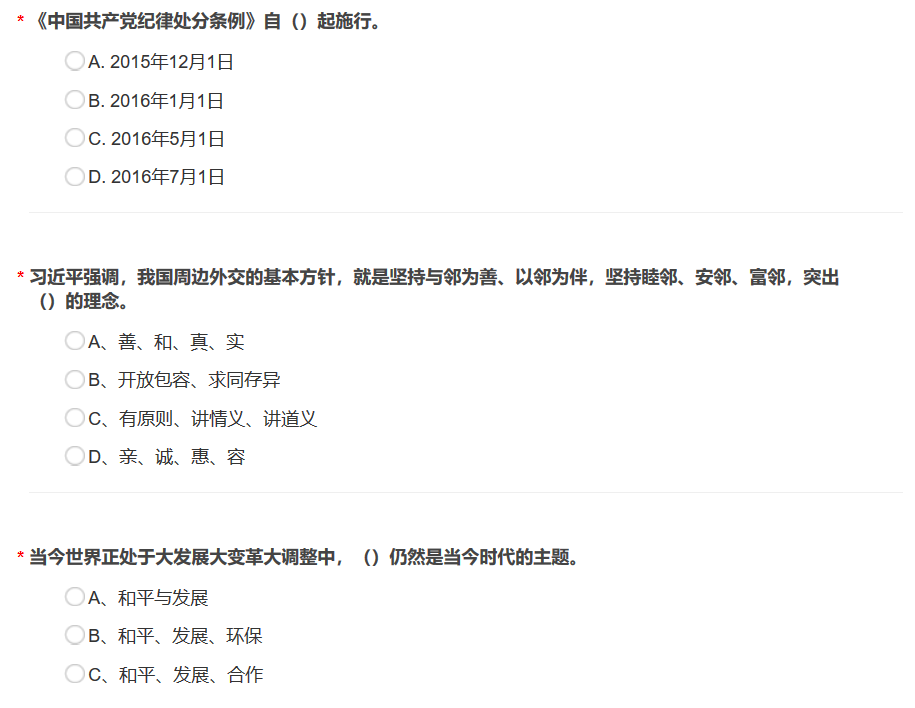 * 《中国共产党纪律处分条例》自（）起施行。
A. 2015年12月1日
B. 2016年1月1日
C. 2016年5月1日
D. 2016年7月1日
* 习近平强调，我国周边外交的基本方针，就是坚持与邻为善、以邻为伴，坚持睦邻、安邻、富邻，突出
（）的理念。
A、善、和、真、实
B、开放包容、求同存异
C、有原则、讲情义、讲道义
D、亲、诚、惠、容
* 当今世界正处于大发展大变革大调整中，（）仍然是当今时代的主题。
A、和平与发展
B、和平、发展、环保
C、和平、发展、合作